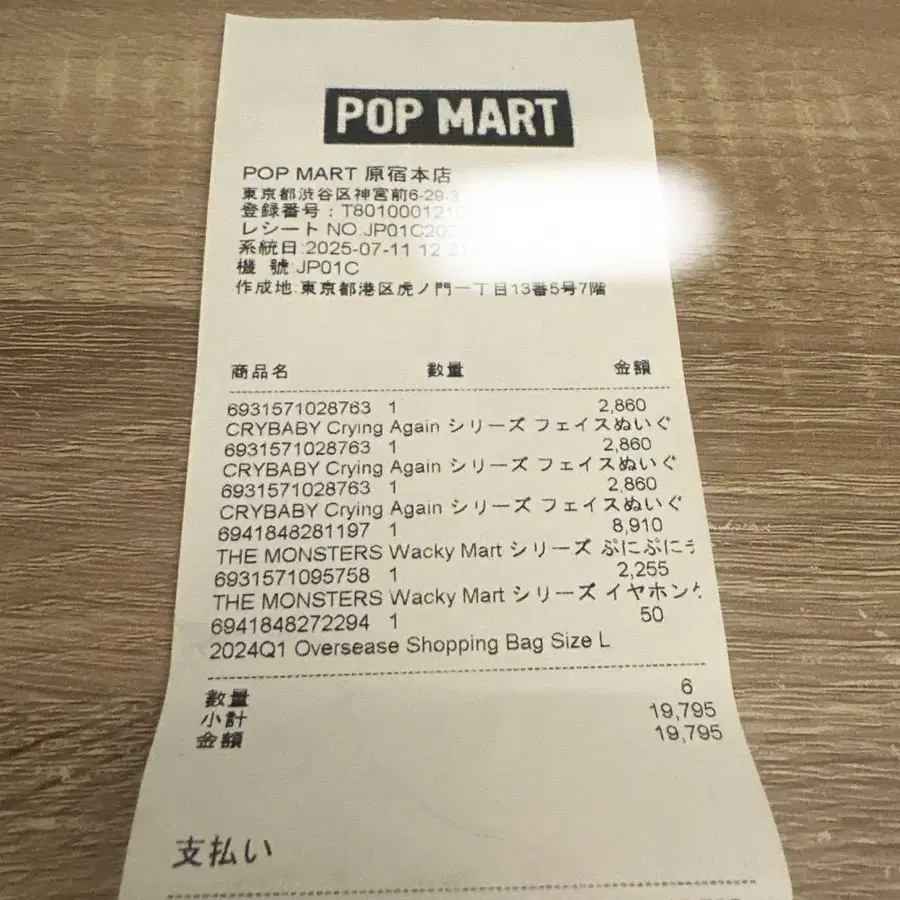 POP MART
POP MART 原宿本店
東京都渋谷区神宮前6-29-3
登録番号：T801000121
レシート NO.JP01C20
系統日:2025-07-11 12 21
機 號:JP01C
作成地:東京都港区虎ノ門一丁目13番5号7階
商品名 数量 金額
6931571028763 1 2,860
CRYBABY Crying Again シリーズ フェイスぬいぐ
6931571028763 1 2,860
CRYBABY Crying Again シリーズ フェイスぬいぐ
6931571028763 1 2,860
CRYBABY Crying Again シリーズ フェイスぬいぐ
6941848281197 1 8,910
THE MONSTERS Wacky Mart シリーズ ぷにぷに
6931571095758 1 2,255
THE MONSTERS Wacky Mart シリーズ イヤホン
6941848272294 1 50
2024Q1 Oversease Shopping Bag Size L
數量 6
小計 19,795
金額 19,795
支払い